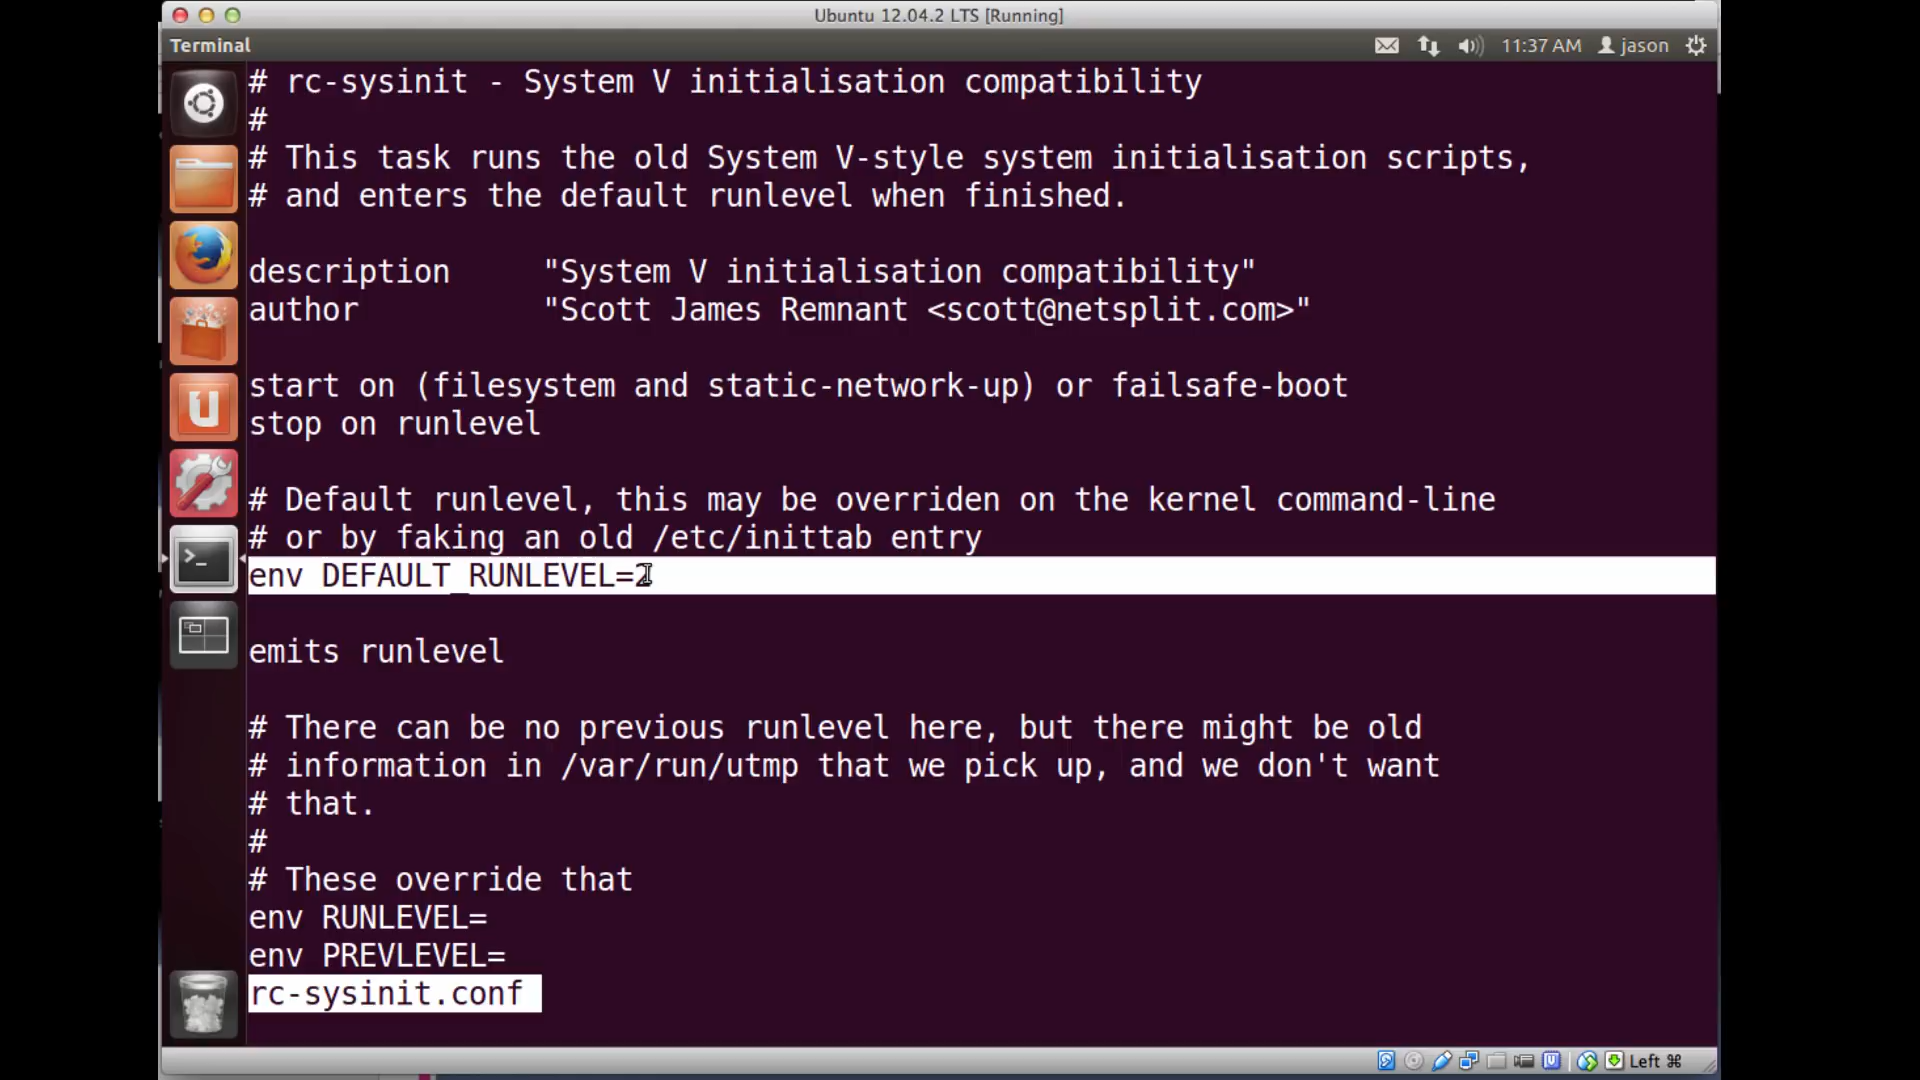 Ubuntu 12.04.2 LTS [Running]
Terminal
11:37 AM
jason
# rc-sysinit - System V initialisation compatibility
#
# This task runs the old System V-style system initialisation scripts,
# and enters the default runlevel when finished.
description "System V initialisation compatibility"
author "Scott James Remnant <scott@netsplit.com>"
start on (filesystem and static-network-up) or failsafe-boot
stop on runlevel
# Default runlevel, this may be overriden on the kernel command-line
# or by faking an old /etc/inittab entry
env DEFAULT_RUNLEVEL=2
emits runlevel
# There can be no previous runlevel here, but there might be old
# information in /var/run/utmp that we pick up, and we don't want
# that.
#
# These override that
env RUNLEVEL=
env PREVLEVEL=
rc-sysinit.conf
Left ⌘